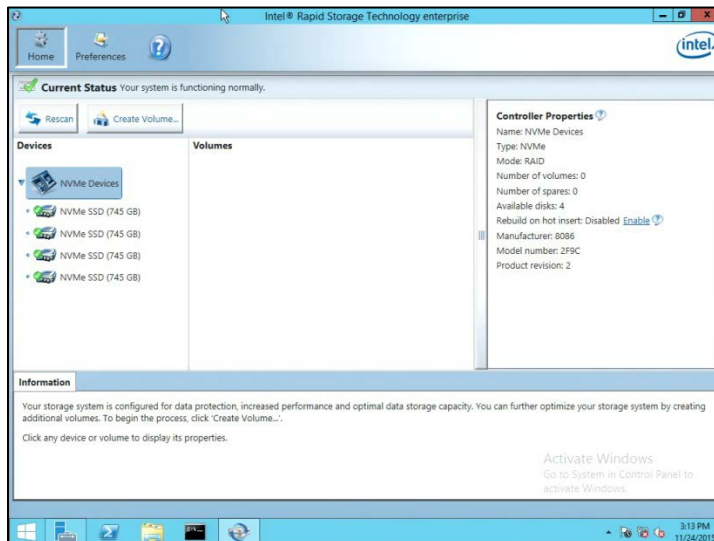 Intel® Rapid Storage Technology enterprise
Home
Preferences
intel
Current Status Your system is functioning normally.
Rescan
Create Volume...
Devices
NVMe Devices
NVMe SSD (745 GB)
NVMe SSD (745 GB)
NVMe SSD (745 GB)
NVMe SSD (745 GB)
Volumes
Controller Properties
Name: NVMe Devices
Type: NVMe
Mode: RAID
Number of volumes: 0
Number of spares: 0
Available disks: 4
Rebuild on hot insert: Disabled Enable
Manufacturer: 8086
Model number: 2F9C
Product revision: 2
Information
Your storage system is configured for data protection, increased performance and optimal data storage capacity. You can further optimize your storage system by creating
additional volumes. To begin the process, click 'Create Volume...'.
Click any device or volume to display its properties.
Activate Windows
Go to System in Control Panel to
activate Windows.
3:13 PM